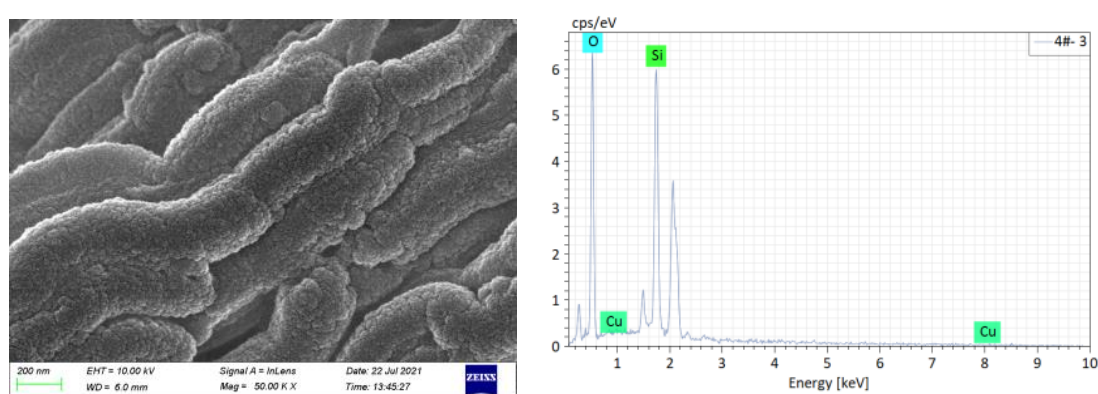 200 nm
EHT = 10.00 kV
WD = 6.0 mm
Signal A = InLens
Mag = 50.00 K X
Date: 22 Jul 2021
Time: 13:45:27
ZEISS
cps/eV
4#- 3
O
Si
Cu
Cu
6
5
4
3
2
1
0
1 2 3 4 5 6 7 8 9 10
Energy [keV]